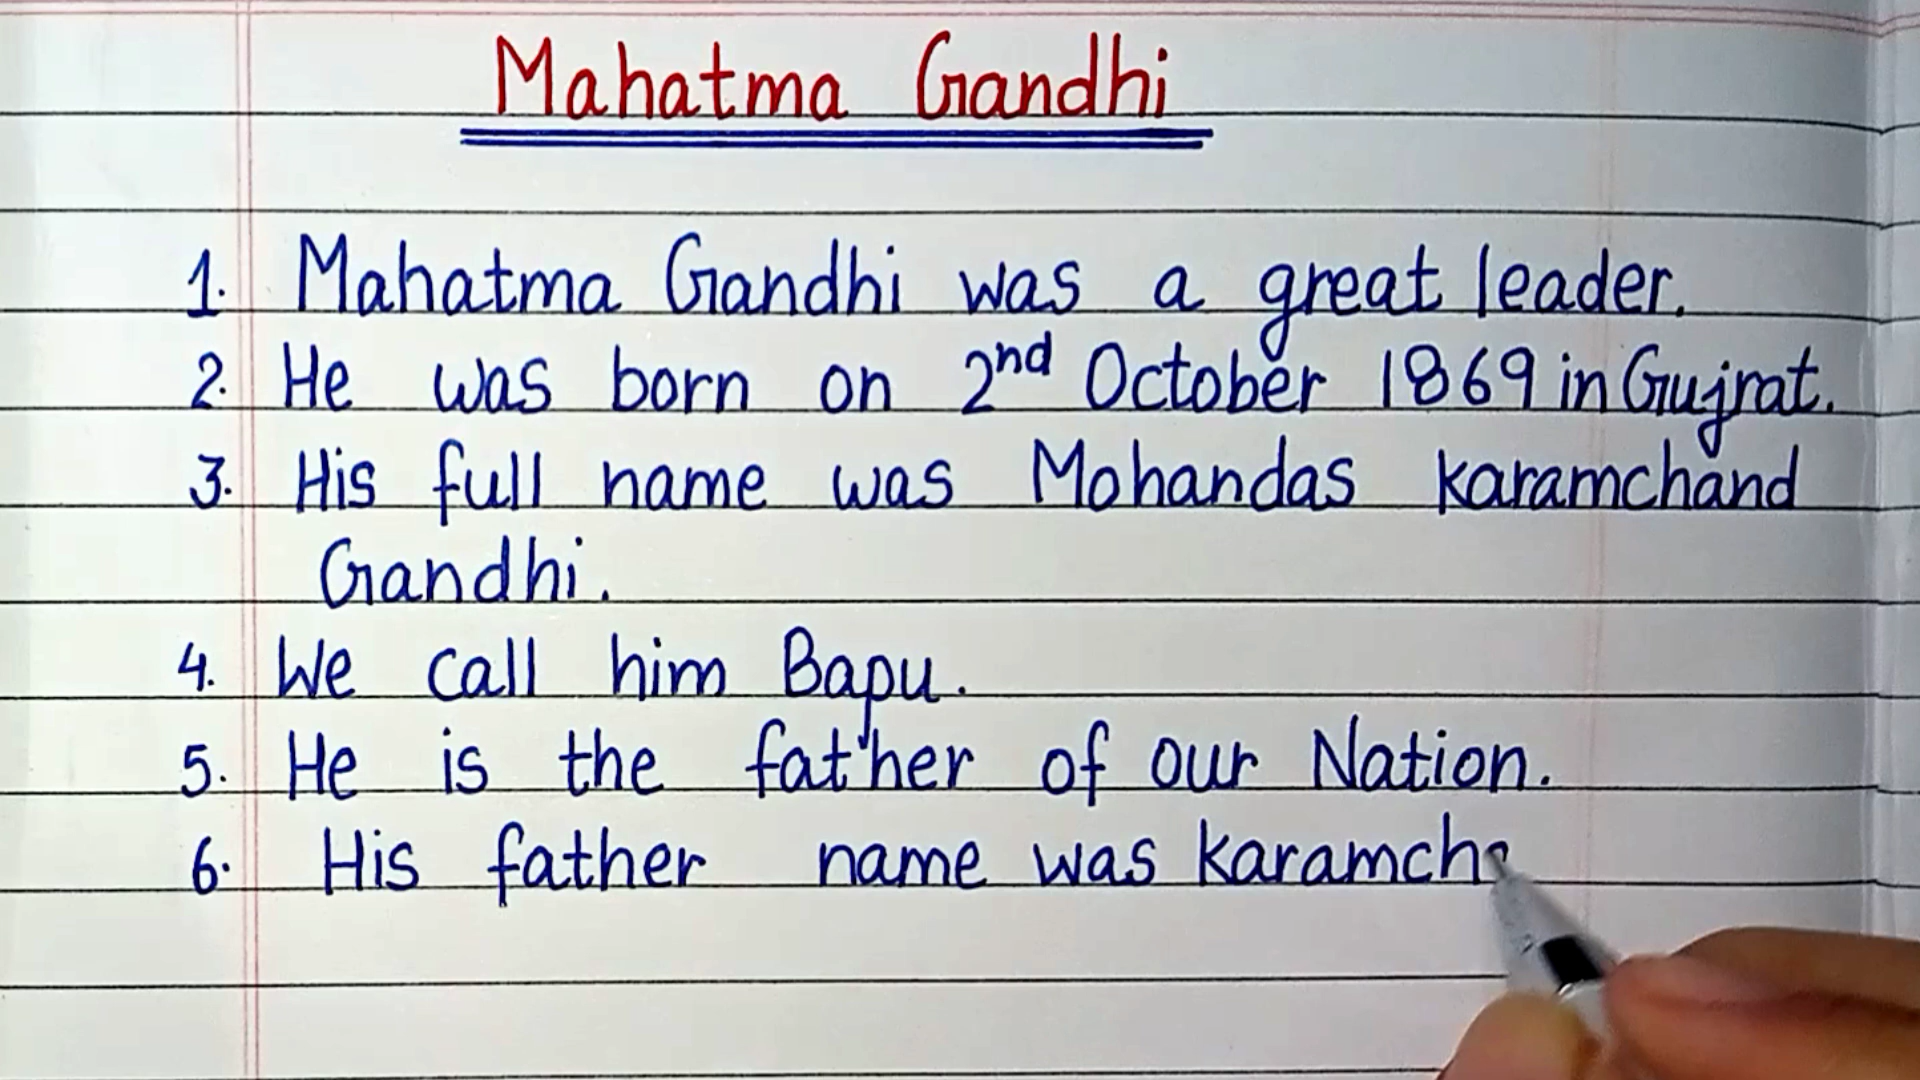 Mahatma Gandhi
1. Mahatma Gandhi was a great leader.
2. He was born on 2nd October 1869 in Gujrat.
3. His full name was Mohandas karamchand
Gandhi.
4. We call him Bapu.
5. He is the father of our Nation.
6. His father name was karamcha